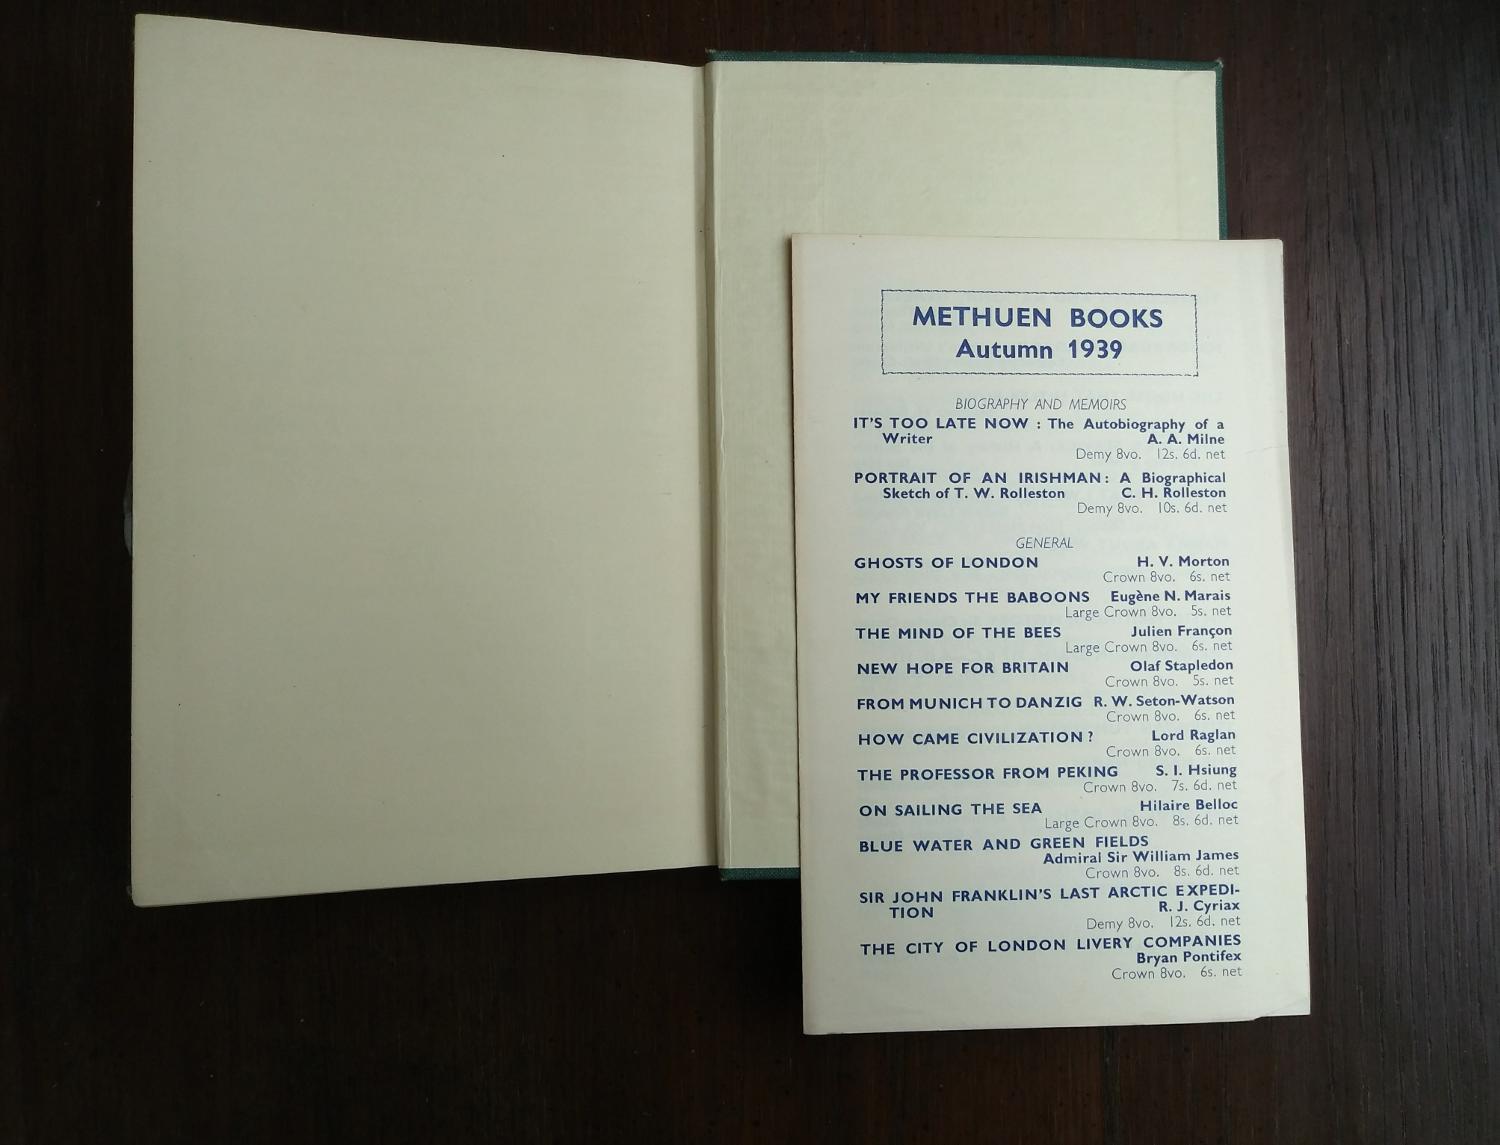 METHUEN BOOKS
Autumn 1939
BIOGRAPHY AND MEMOIRS
IT'S TOO LATE NOW : The Autobiography of a
Writer A. A. Milne
Demy 8vo. 12s. 6d. net
PORTRAIT OF AN IRISHMAN: A Biographical
Sketch of T. W. Rolleston C. H. Rolleston
Demy 8vo. 10s. 6d. net
GENERAL
GHOSTS OF LONDON H. V. Morton
Crown 8vo. 6s. net
MY FRIENDS THE BABOONS Eugène N. Marais
Large Crown 8vo. 5s. net
THE MIND OF THE BEES Julien Françon
Large Crown 8vo. 6s. net
NEW HOPE FOR BRITAIN Olaf Stapledon
Crown 8vo. 5s. net
FROM MUNICH TO DANZIG R. W. Seton-Watson
Crown 8vo. 6s. net
HOW CAME CIVILIZATION? Lord Raglan
Crown 8vo. 6s. net
THE PROFESSOR FROM PEKING S. I. Hsiung
Crown 8vo. 7s. 6d. net
ON SAILING THE SEA Hilaire Belloc
Large Crown 8vo. 8s. 6d. net
BLUE WATER AND GREEN FIELDS
Admiral Sir William James
Crown 8vo. 8s. 6d. net
SIR JOHN FRANKLIN'S LAST ARCTIC EXPEDI-
TION R. J. Cyriax
Demy 8vo. 12s. 6d. net
THE CITY OF LONDON LIVERY COMPANIES
Bryan Pontifex
Crown 8vo. 6s. net